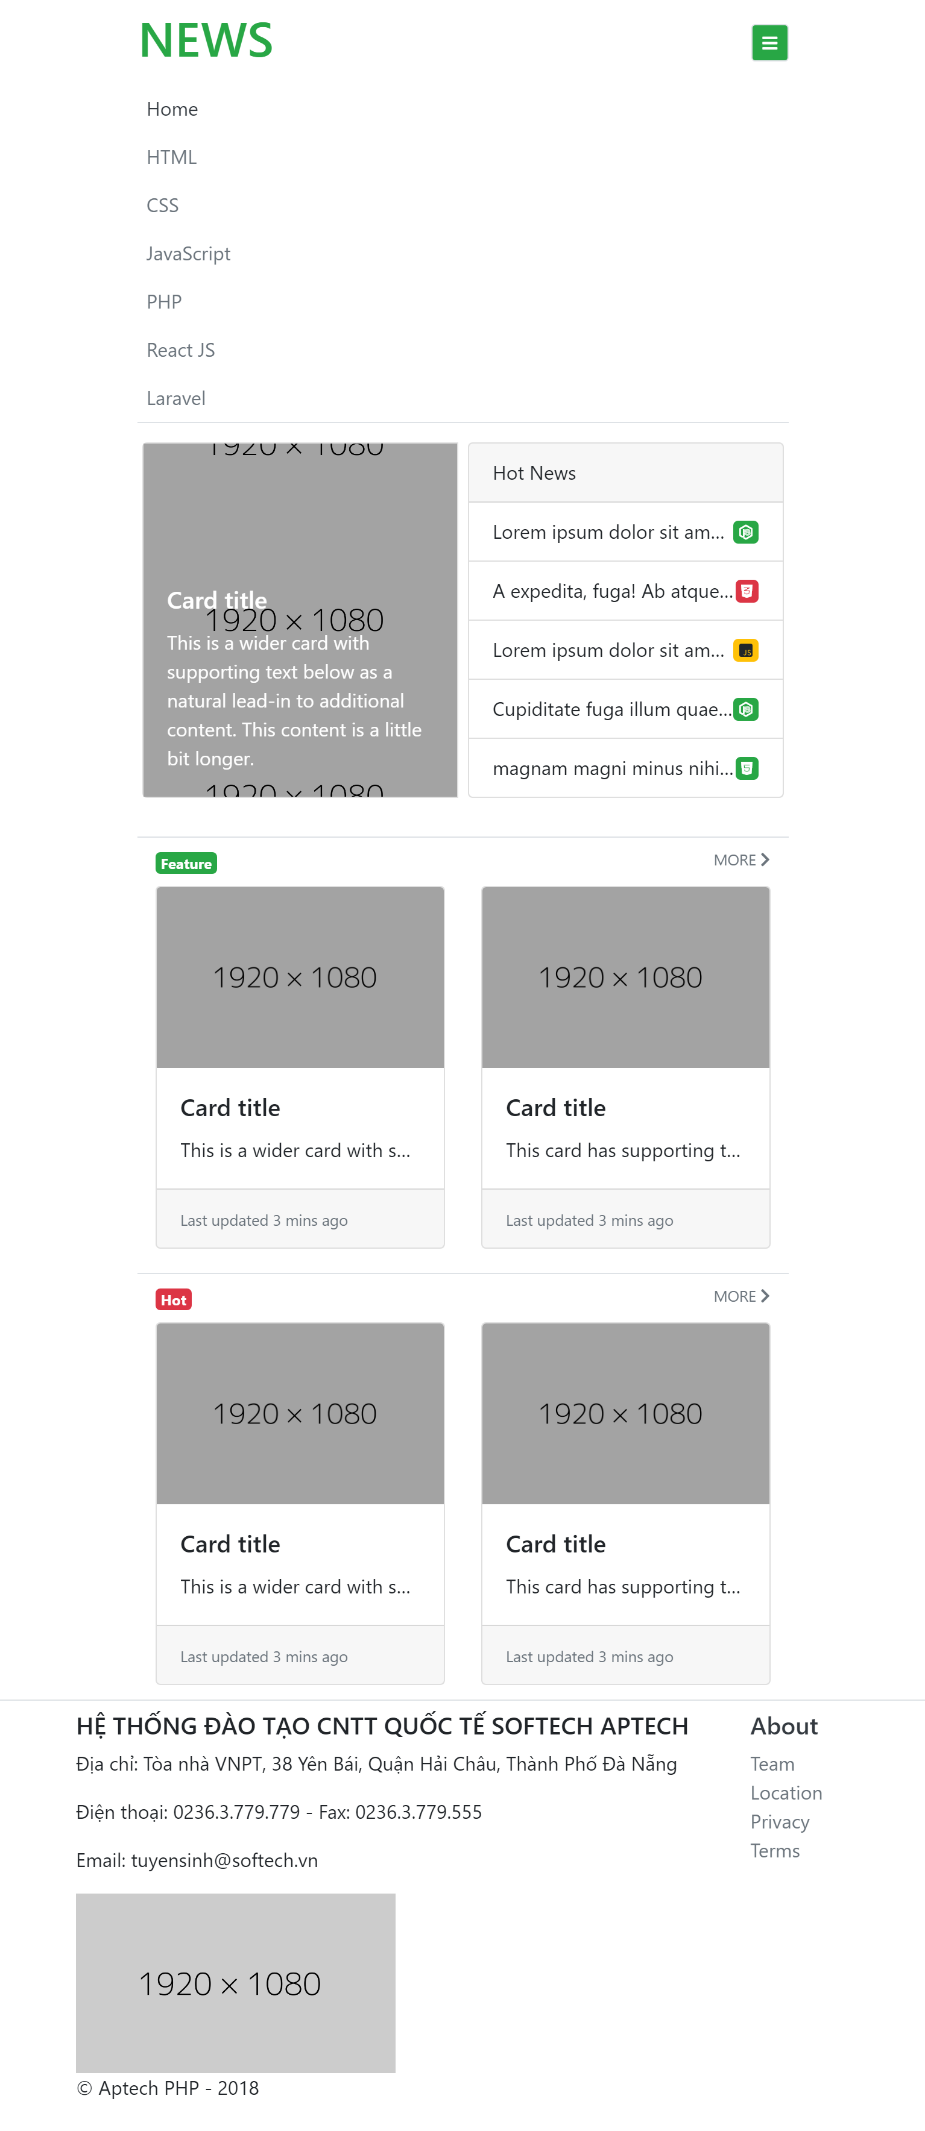 NEWS
Home
HTML
CSS
JavaScript
PHP
React JS
Laravel
1920 × 1080
Card title
1920 × 1080
This is a wider card with
supporting text below as a
natural lead-in to additional
content. This content is a little
bit longer.
1920 × 1080
Hot News
Lorem ipsum dolor sit am...
A expedita, fuga! Ab atque...
Lorem ipsum dolor sit am...
JS
Cupiditate fuga illum quae...
magnam magni minus nihi...
Feature
MORE
1920 × 1080
Card title
This is a wider card with s...
Last updated 3 mins ago
1920 × 1080
Card title
This card has supporting t...
Last updated 3 mins ago
Hot
MORE
1920 × 1080
Card title
This is a wider card with s...
Last updated 3 mins ago
1920 × 1080
Card title
This card has supporting t...
Last updated 3 mins ago
HỆ THỐNG ĐÀO TẠO CNTT QUỐC TẾ SOFTECH APTECH
Địa chỉ: Tòa nhà VNPT, 38 Yên Bái, Quận Hải Châu, Thành Phố Đà Nẵng
Điện thoại: 0236.3.779.779 - Fax: 0236.3.779.555
Email: tuyensinh@softech.vn
1920 × 1080
© Aptech PHP - 2018
About
Team
Location
Privacy
Terms